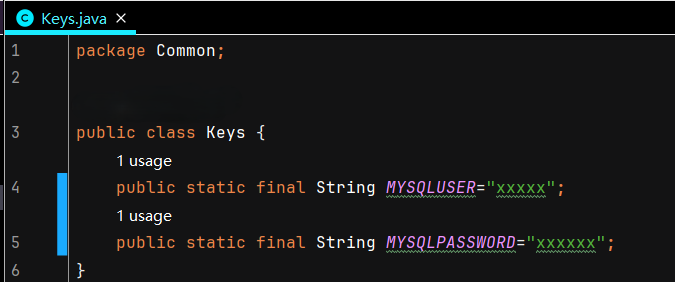 Keys.java
1 package Common;
2
3 public class Keys {
1 usage
4 public static final String MYSQLUSER="xxxxx";
1 usage
5 public static final String MYSQLPASSWORD="xxxxxx";
6 }